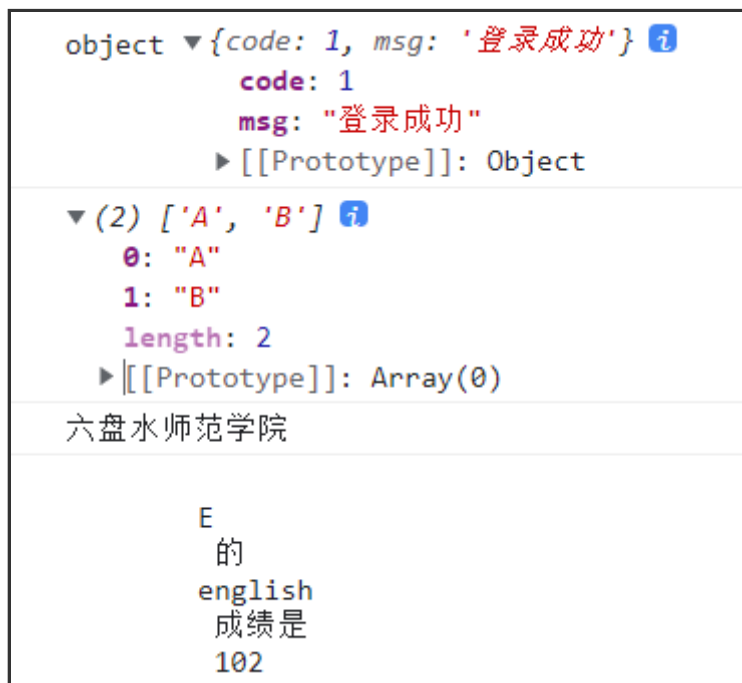 object ▼{code: 1, msg: '登录成功'} i
code: 1
msg: "登录成功"
▶[[Prototype]]: Object
▼(2) ['A', 'B'] i
0: "A"
1: "B"
length: 2
▶[[Prototype]]: Array(0)
六盘水师范学院
E
的
english
成绩是
102